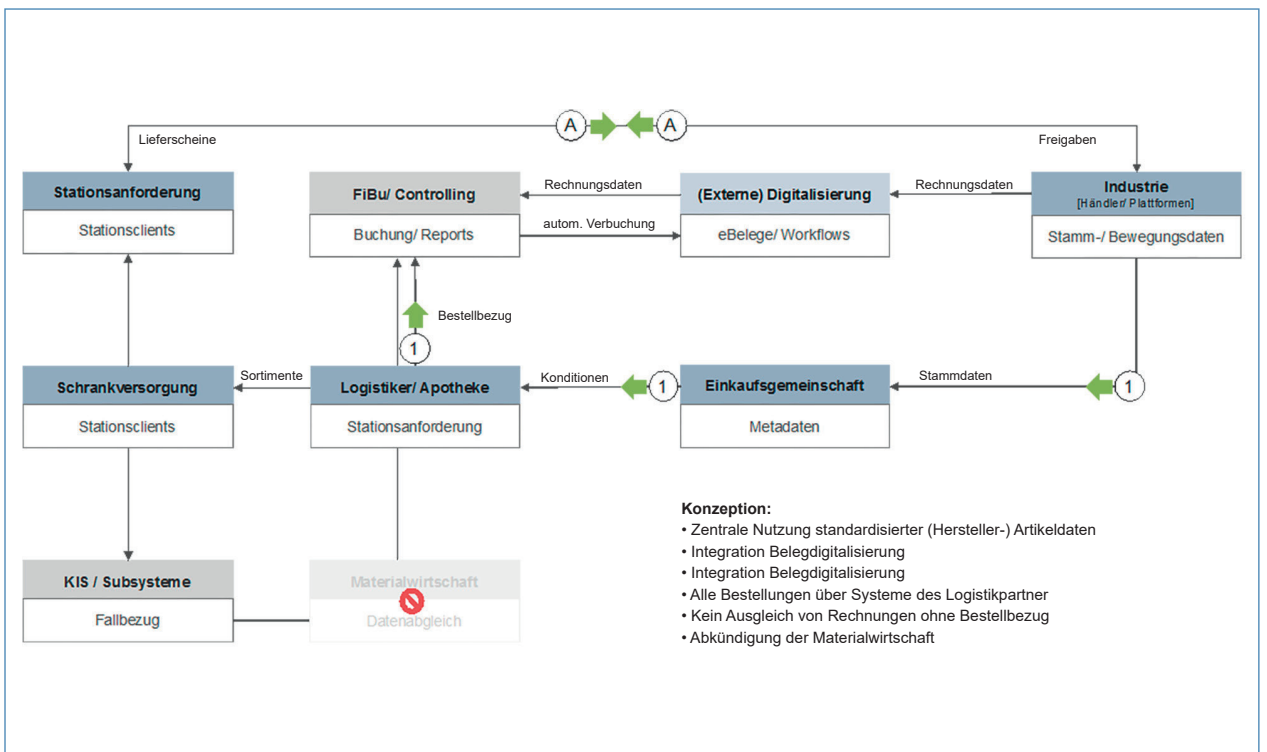 A
A
Lieferscheine
Freigaben
Stationsanforderung
Stationsclients
FiBu/ Controlling
Buchung/ Reports
Rechnungsdaten
autom. Verbuchung
(Externe) Digitalisierung
eBelege/ Workflows
Rechnungsdaten
Industrie
[Händler/ Plattformen]
Stamm-/ Bewegungsdaten
Bestellbezug
1
Schrankversorgung
Stationsclients
Sortimente
Logistiker/ Apotheke
Stationsanforderung
Konditionen
1
Einkaufsgemeinschaft
Metadaten
Stammdaten
1
KIS / Subsysteme
Fallbezug
Materialwirtschaft
Datenabgleich
Konzeption:
• Zentrale Nutzung standardisierter (Hersteller-) Artikeldaten
• Integration Belegdigitalisierung
• Integration Belegdigitalisierung
• Alle Bestellungen über Systeme des Logistikpartner
• Kein Ausgleich von Rechnungen ohne Bestellbezug
• Abkündigung der Materialwirtschaft